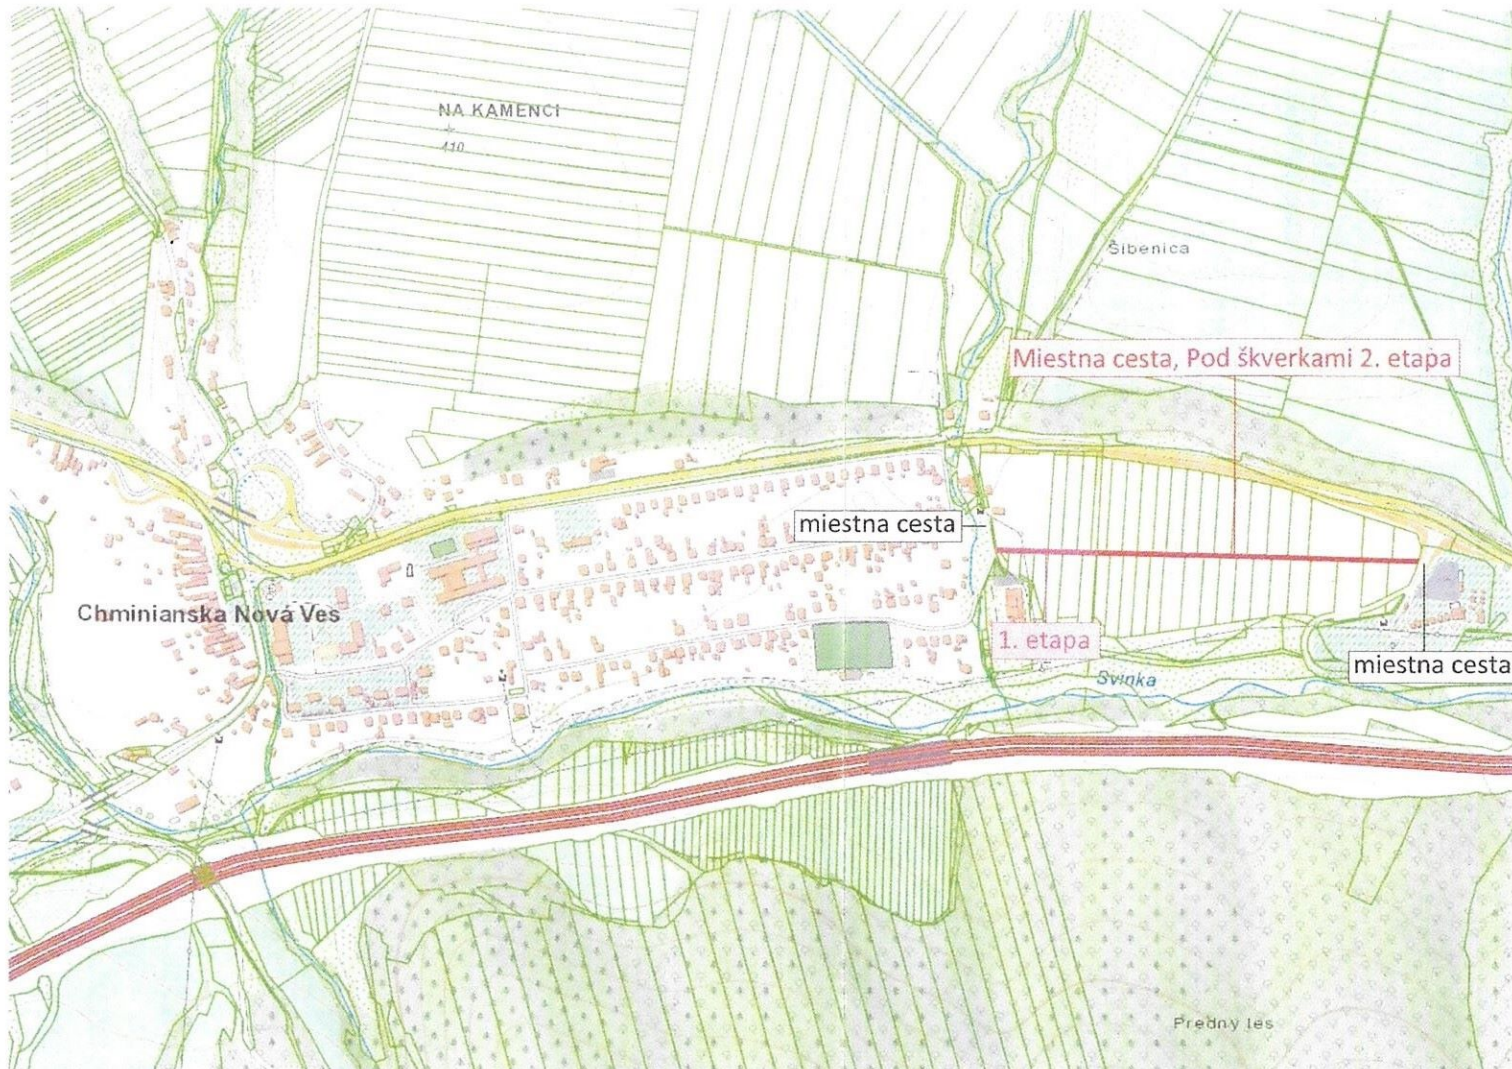 NA KAMENCI
410
Šibenica
Miestna cesta, Pod škverkami 2. etapa
miestna cesta
Chminianska Nová Ves
1. etapa
miestna cesta
Svinka
Predný les